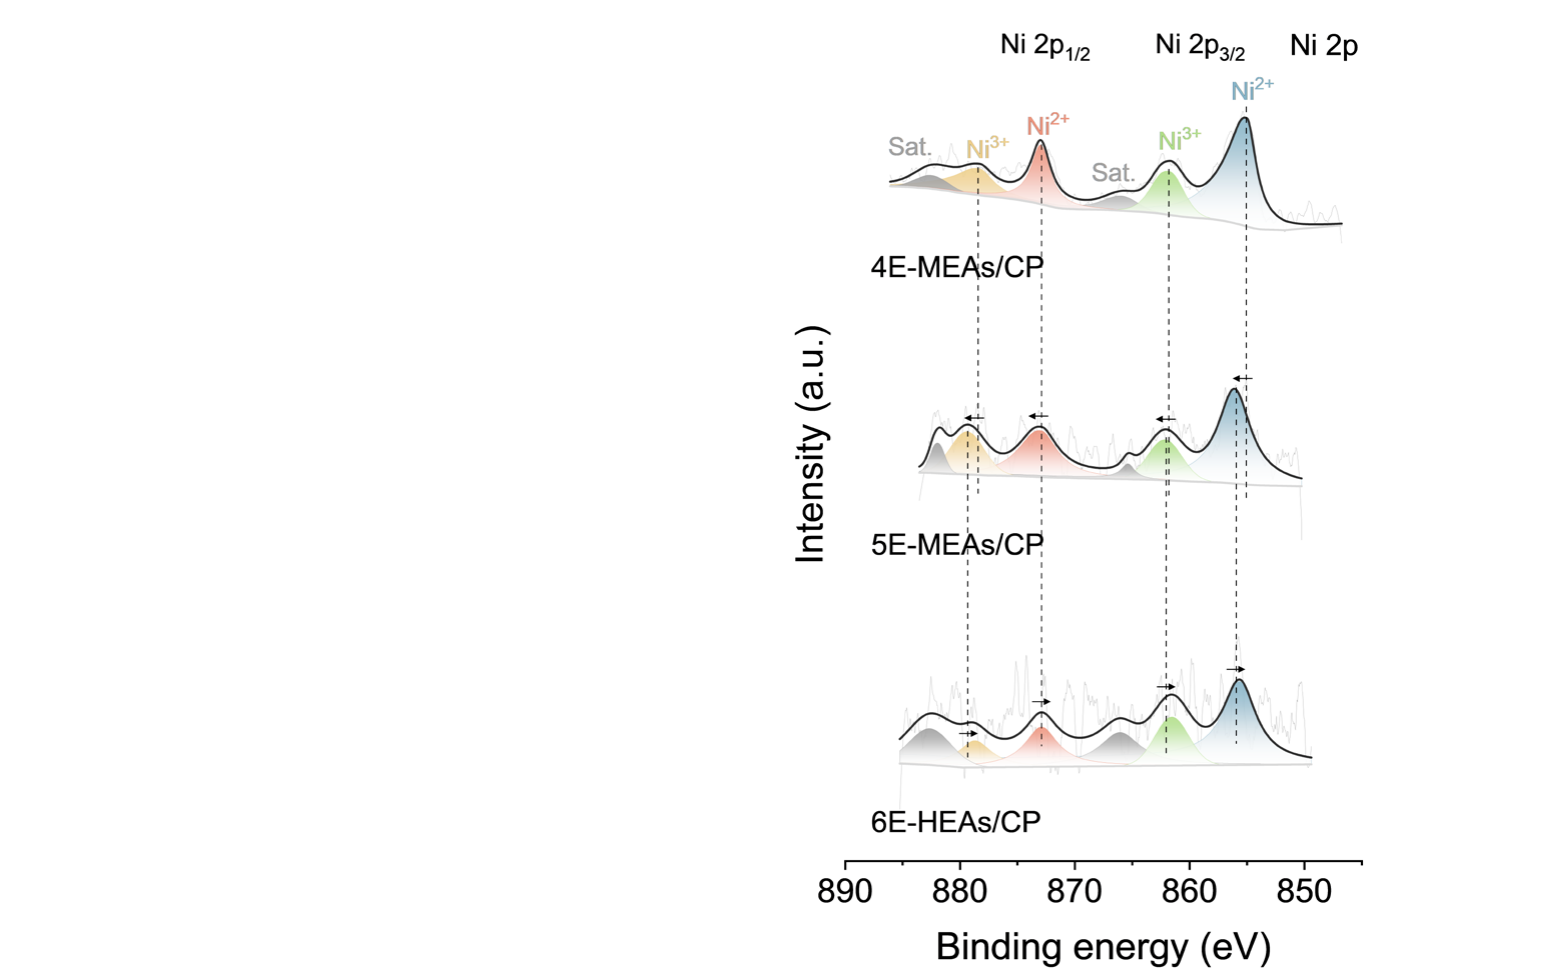 Ni 2p1/2 Ni 2p3/2 Ni 2p
Ni2+
Ni2+
Ni3+
Sat.
Ni3+
Sat.
4E-MEAs/CP
5E-MEAs/CP
6E-HEAs/CP
Intensity (a.u.)
890 880 870 860 850
Binding energy (eV)